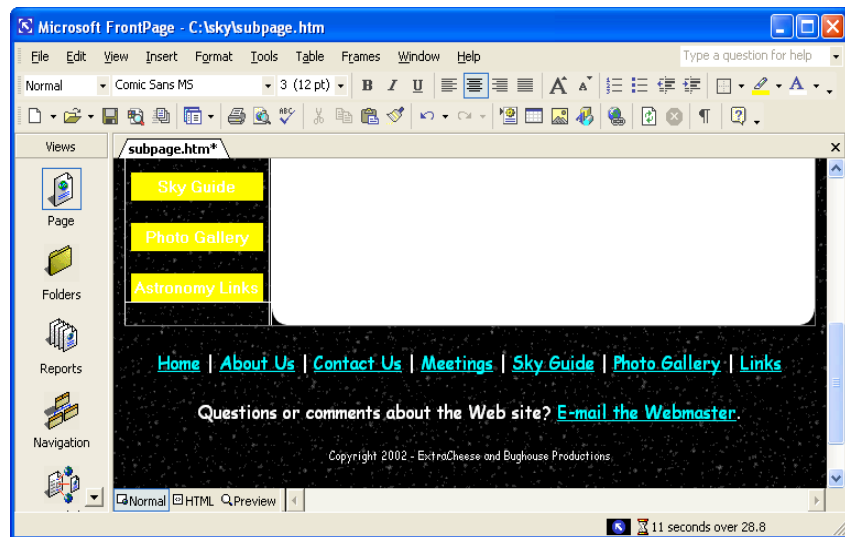 Microsoft FrontPage - C:\sky\subpage.htm
File Edit View Insert Format Tools Table Frames Window Help Type a question for help
Normal Comic Sans MS 3 (12 pt) B I U A A A
ABC
Views subpage.htm*
Sky Guide
Page
Photo Gallery
Folders
Astronomy Links
Reports
Home | About Us | Contact Us | Meetings | Sky Guide | Photo Gallery | Links
Questions or comments about the Web site? E-mail the Webmaster.
Navigation
Copyright 2002 - ExtraCheese and Bughouse Productions
Normal HTML Preview
11 seconds over 28.8